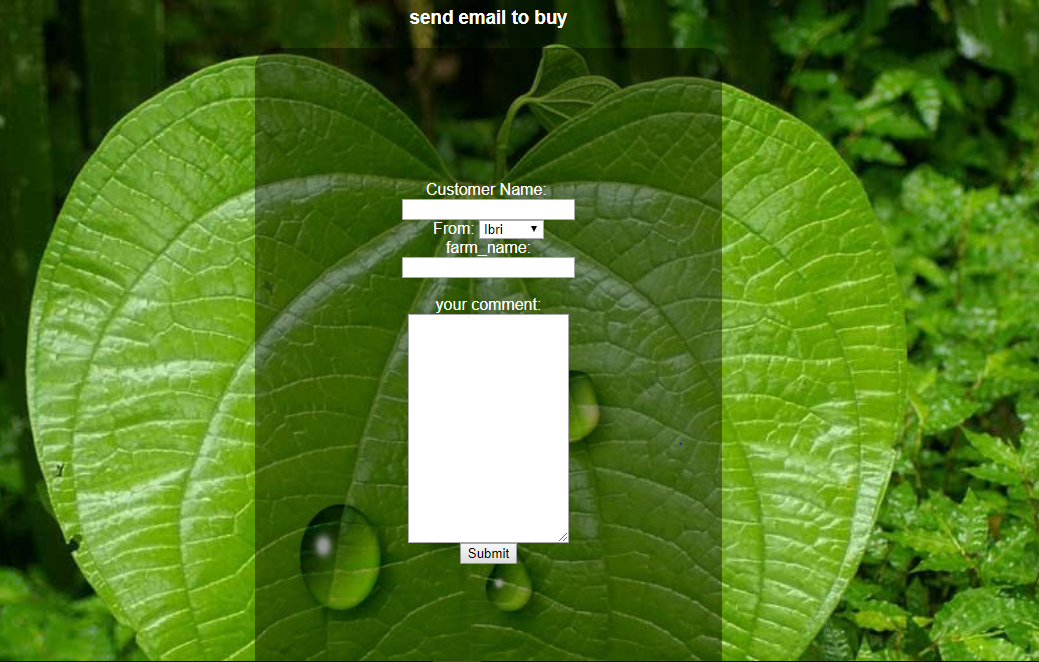 send email to buy
Customer Name:
From: Ibri
farm_name:
your comment:
Submit